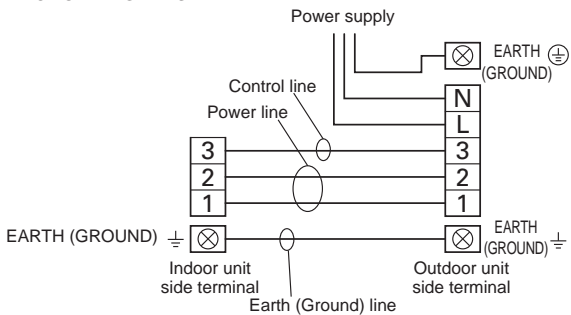 Power supply
EARTH
(GROUND)
Control line
Power line
N
L
3
3
2
2
1
1
EARTH (GROUND)
EARTH
(GROUND)
Indoor unit
side terminal
Outdoor unit
side terminal
Earth (Ground) line